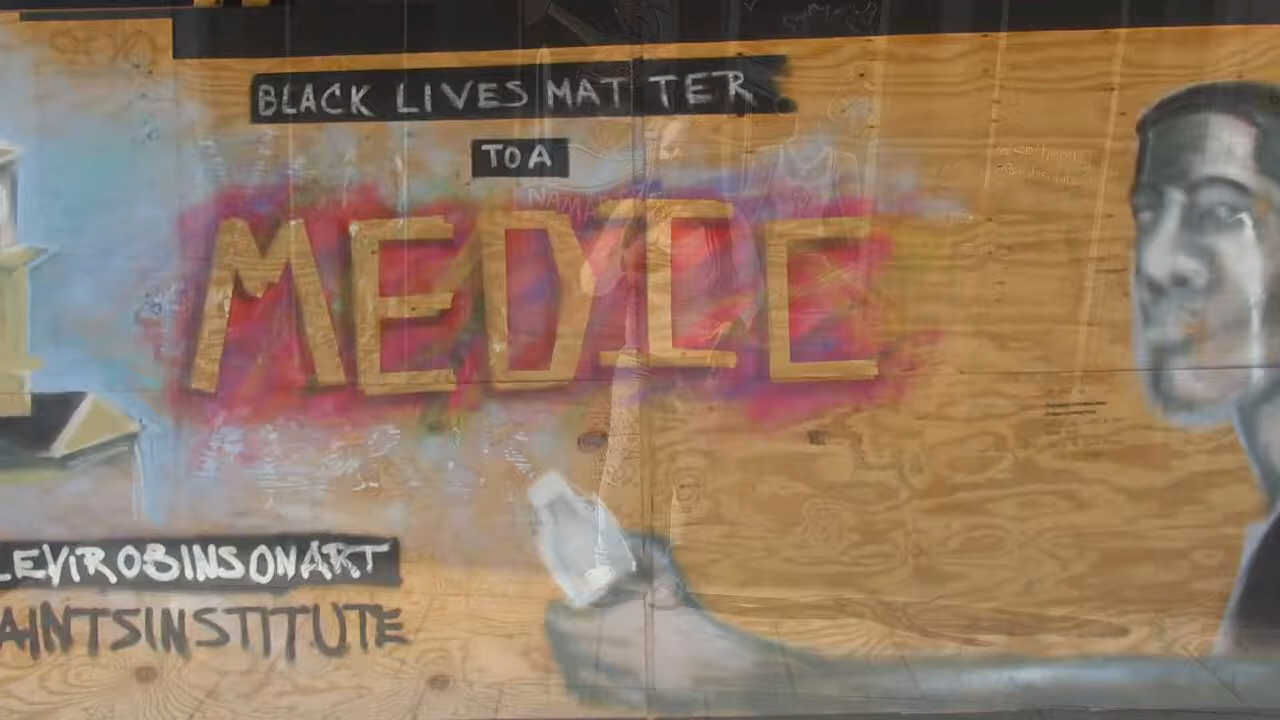 BLACK LIVES MATTER
TO A
MEDIC
LEVIROBINSONART
AINTSINSTITUTE